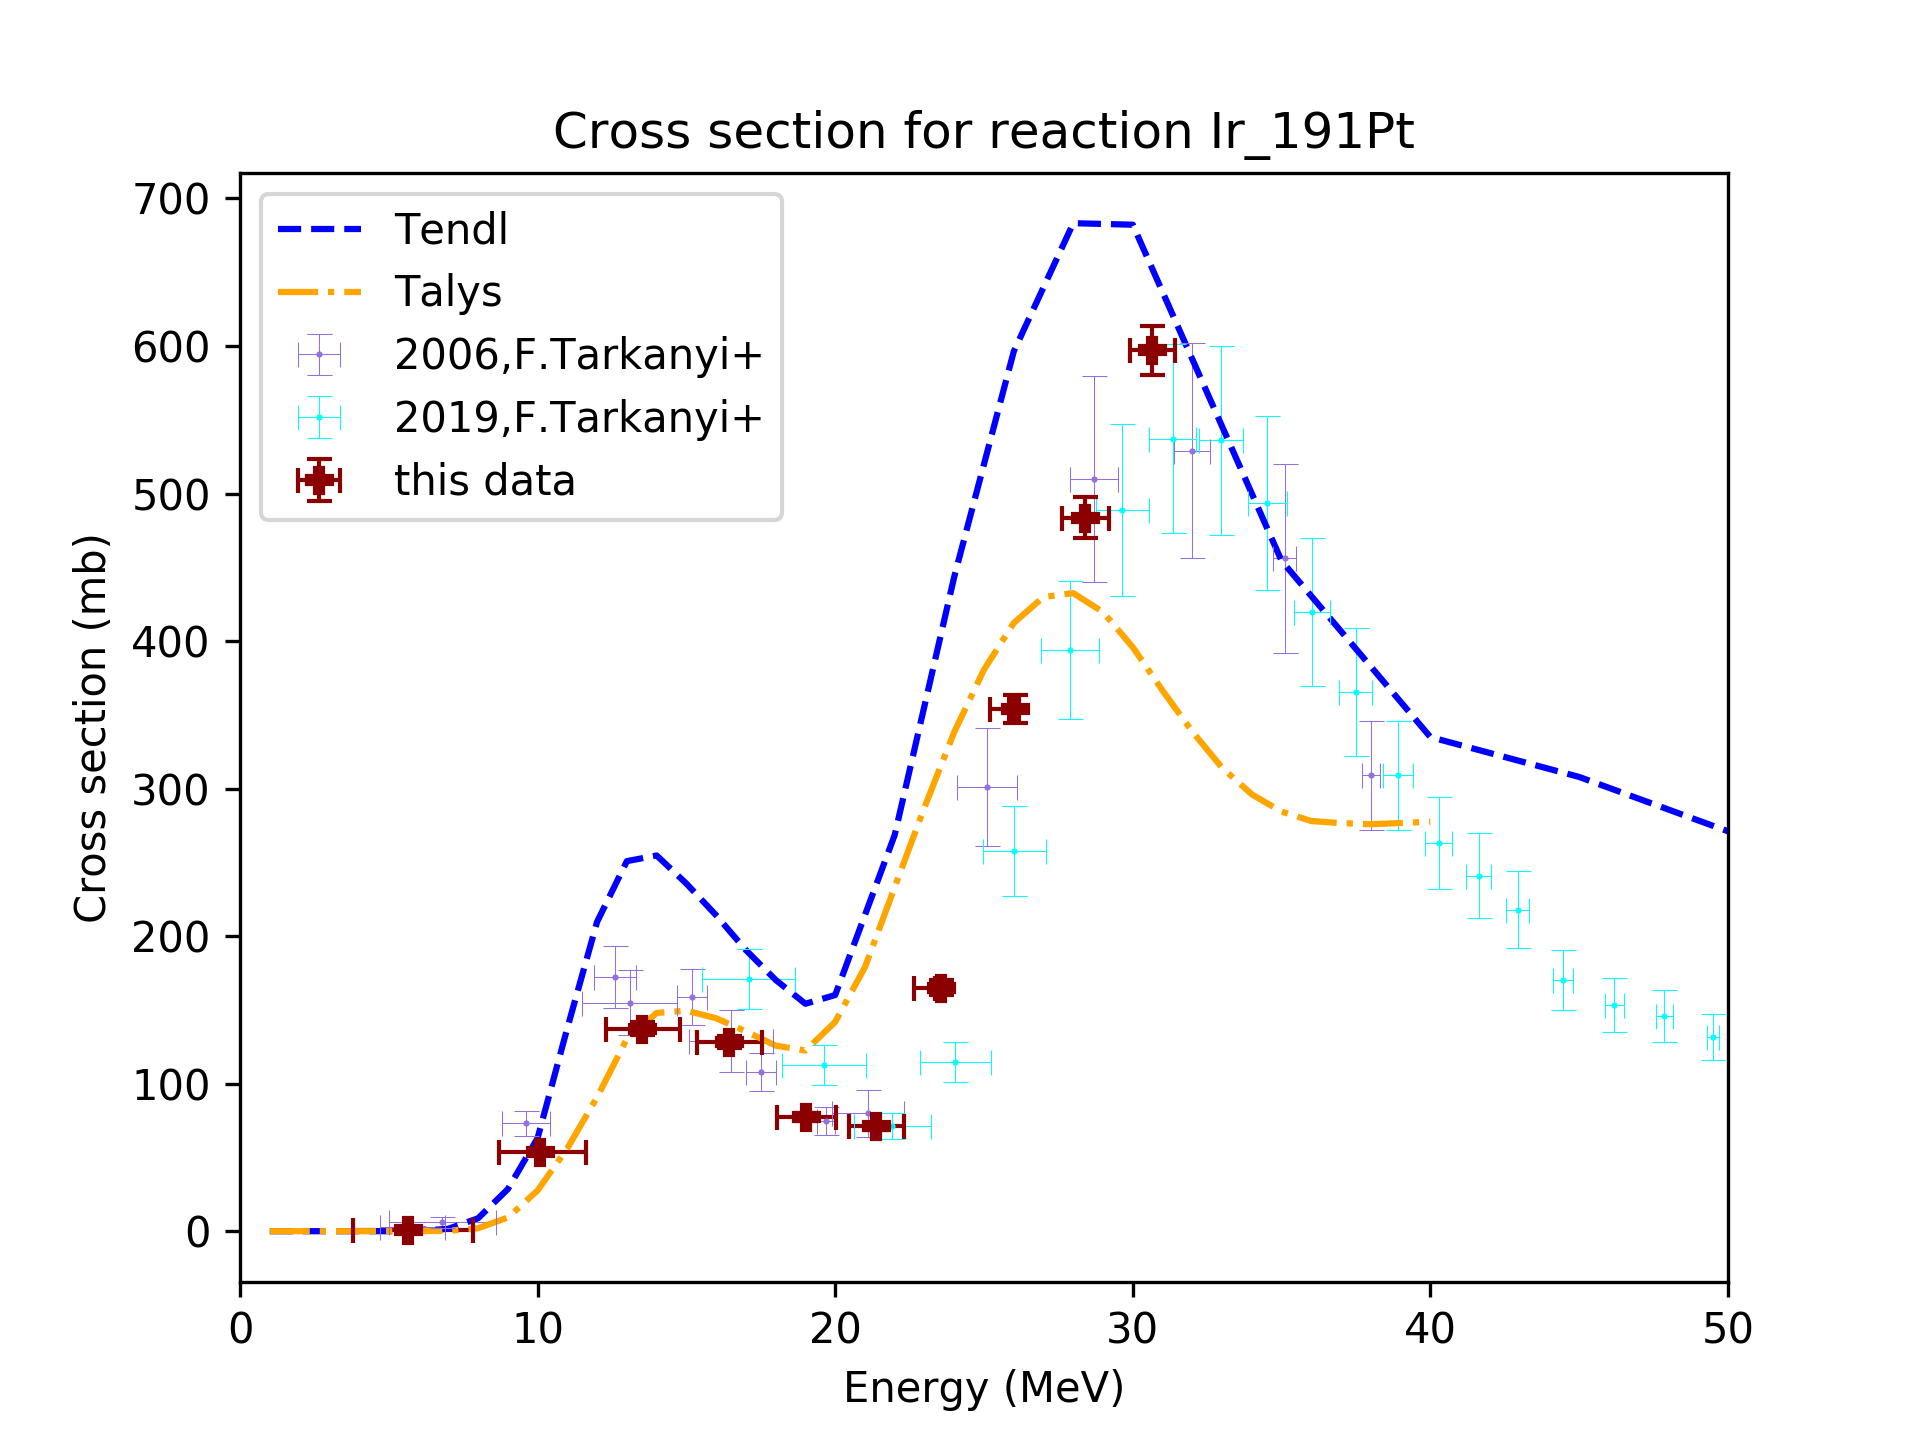 Cross section for reaction Ir_191Pt
Tendl
Talys
2006,F.Tarkanyi+
2019,F.Tarkanyi+
this data
Cross section (mb)
700
600
500
400
300
200
100
0
0 10 20 30 40 50
Energy (MeV)